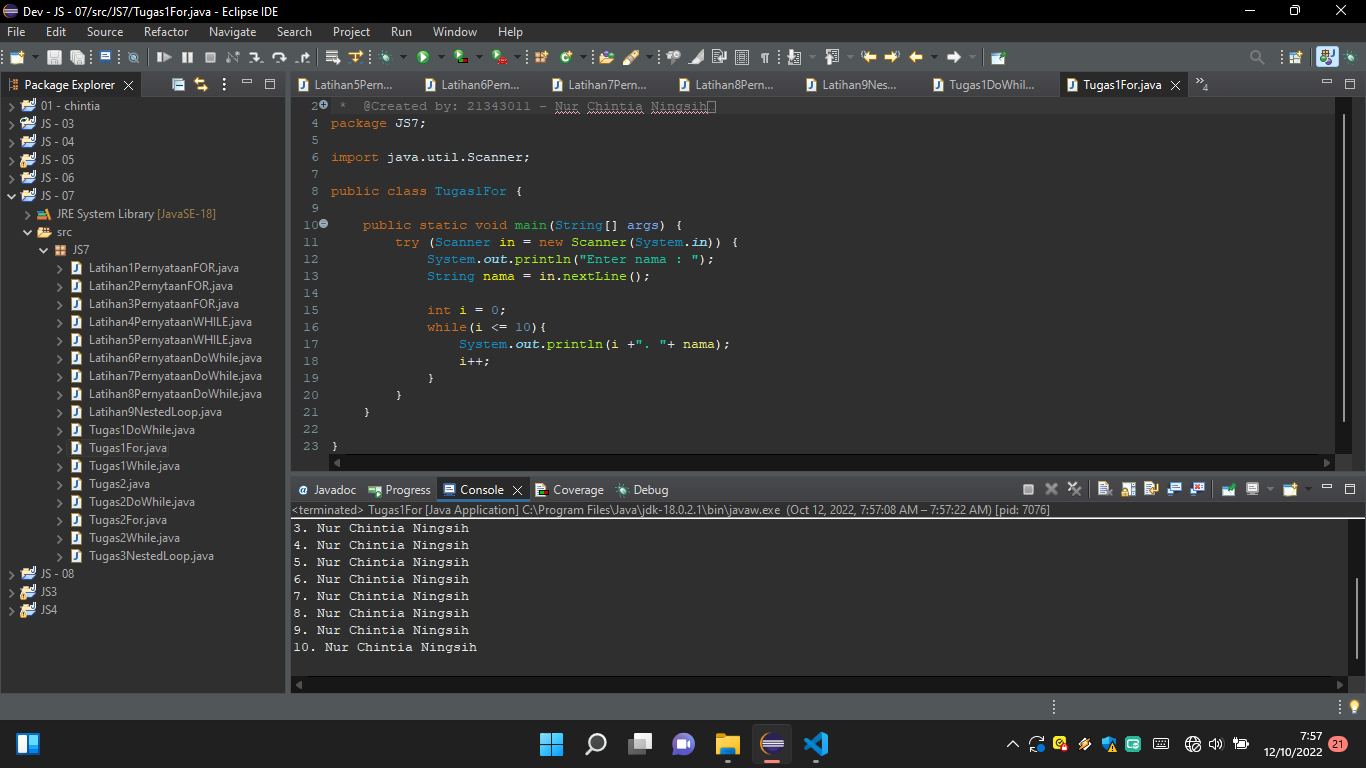 Dev - JS - 07/src/JS7/Tugas1For.java - Eclipse IDE
File Edit Source Refactor Navigate Search Project Run Window Help
Package Explorer
01 - chintia
JS - 03
JS - 04
JS - 05
JS - 06
JS - 07
JRE System Library [JavaSE-18]
src
JS7
Latihan1PernyataanFOR.java
Latihan2PernytaanFOR.java
Latihan3PernyataanFOR.java
Latihan4PernyataanWHILE.java
Latihan5PernyataanWHILE.java
Latihan6PernyataanDoWhile.java
Latihan7PernyataanDoWhile.java
Latihan8PernyataanDoWhile.java
Latihan9NestedLoop.java
Tugas1DoWhile.java
Tugas1For.java
Tugas1While.java
Tugas2.java
Tugas2DoWhile.java
Tugas2For.java
Tugas2While.java
Tugas3NestedLoop.java
JS - 08
JS3
JS4
Latihan5Pern... Latihan6Pern... Latihan7Pern... Latihan8Pern... Latihan9Nes... Tugas1DoWhil... Tugas1For.java »4
2 * @Created by: 21343011 - Nur Chintia Ningsih
4 package JS7;
5
6 import java.util.Scanner;
7
8 public class Tugas1For {
9
10 public static void main(String[] args) {
11 try (Scanner in = new Scanner(System.in)) {
12 System.out.println("Enter nama : ");
13 String nama = in.nextLine();
14
15 int i = 0;
16 while(i <= 10){
17 System.out.println(i +". "+ nama);
18 i++;
19 }
20 }
21 }
22
23 }
Javadoc Progress Console Coverage Debug
<terminated> Tugas1For [Java Application] C:\Program Files\Java\jdk-18.0.2.1\bin\javaw.exe (Oct 12, 2022, 7:57:08 AM – 7:57:22 AM) [pid: 7076]
3. Nur Chintia Ningsih
4. Nur Chintia Ningsih
5. Nur Chintia Ningsih
6. Nur Chintia Ningsih
7. Nur Chintia Ningsih
8. Nur Chintia Ningsih
9. Nur Chintia Ningsih
10. Nur Chintia Ningsih
7:57
12/10/2022
21